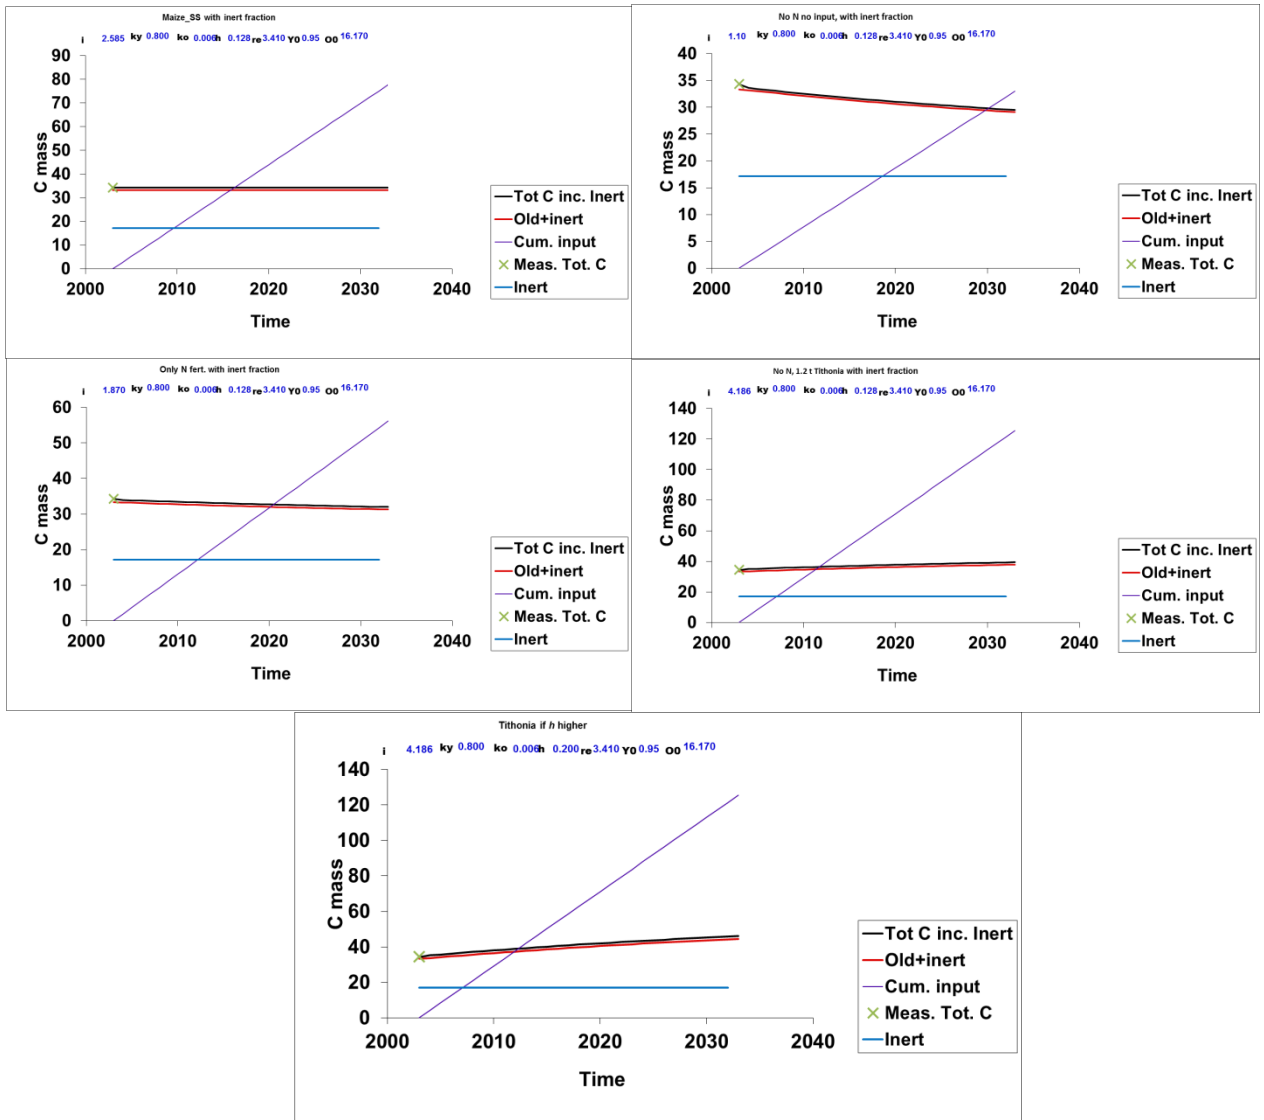 Maize_SS with inert fraction
i 2.585 ky 0.800 ko 0.006 h 0.128 re 3.410 Y0 0.95 O0 16.170
90
80
70
60
50
40
30
20
10
0
C mass
2000 2010 2020 2030 2040
Time
Tot C inc. Inert
Old+inert
Cum. input
Meas. Tot. C
Inert
No N no input, with inert fraction
i 1.10 ky 0.800 ko 0.006 h 0.128 re 3.410 Y0 0.95 O0 16.170
40
35
30
25
20
15
10
5
0
C mass
2000 2010 2020 2030 2040
Time
Tot C inc. Inert
Old+inert
Cum. input
Meas. Tot. C
Inert
Only N fert. with inert fraction
i 1.870 ky 0.800 ko 0.006 h 0.128 re 3.410 Y0 0.95 O0 16.170
60
50
40
30
20
10
0
C mass
2000 2010 2020 2030 2040
Time
Tot C inc. Inert
Old+inert
Cum. input
Meas. Tot. C
Inert
No N, 1.2 t Tithonia with inert fraction
i 4.186 ky 0.800 ko 0.006 h 0.128 re 3.410 Y0 0.95 O0 16.170
140
120
100
80
60
40
20
0
C mass
2000 2010 2020 2030 2040
Time
Tot C inc. Inert
Old+inert
Cum. input
Meas. Tot. C
Inert
Tithonia if h higher
i 4.186 ky 0.800 ko 0.006 h 0.200 re 3.410 Y0 0.95 O0 16.170
140
120
100
80
60
40
20
0
C mass
2000 2010 2020 2030 2040
Time
Tot C inc. Inert
Old+inert
Cum. input
Meas. Tot. C
Inert